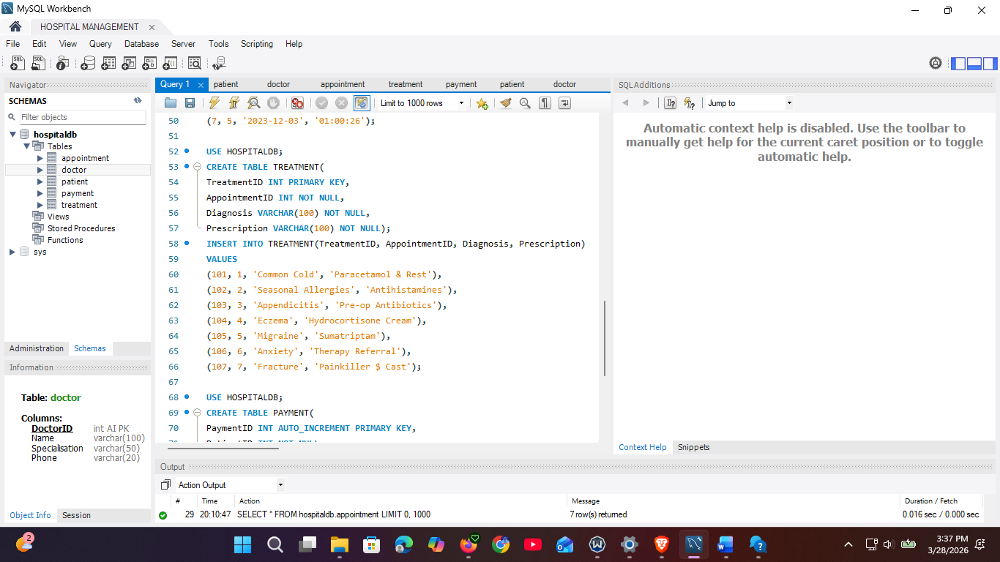 MySQL Workbench
HOSPITAL MANAGEMENT
File Edit View Query Database Server Tools Scripting Help
Navigator
SCHEMAS
Filter objects
hospitaldb
Tables
appointment
doctor
patient
payment
treatment
Views
Stored Procedures
Functions
sys
Administration Schemas
Information
Table: doctor
Columns:
DoctorID int AI PK
Name varchar(100)
Specialisation varchar(50)
Phone varchar(20)
Object Info Session
Query 1 patient doctor appointment treatment payment patient doctor
Limit to 1000 rows
50 (7, 5, '2023-12-03', '01:00:26');
51
52 USE HOSPITALDB;
53 CREATE TABLE TREATMENT(
54 TreatmentID INT PRIMARY KEY,
55 AppointmentID INT NOT NULL,
56 Diagnosis VARCHAR(100) NOT NULL,
57 Prescription VARCHAR(100) NOT NULL);
58 INSERT INTO TREATMENT(TreatmentID, AppointmentID, Diagnosis, Prescription)
59 VALUES
60 (101, 1, 'Common Cold', 'Paracetamol & Rest'),
61 (102, 2, 'Seasonal Allergies', 'Antihistamines'),
62 (103, 3, 'Appendicitis', 'Pre-op Antibiotics'),
63 (104, 4, 'Eczema', 'Hydrocortisone Cream'),
64 (105, 5, 'Migraine', 'Sumatriptam'),
65 (106, 6, 'Anxiety', 'Therapy Referral'),
66 (107, 7, 'Fracture', 'Painkiller $ Cast');
67
68 USE HOSPITALDB;
69 CREATE TABLE PAYMENT(
70 PaymentID INT AUTO_INCREMENT PRIMARY KEY,
SQL Additions
Jump to
Automatic context help is disabled. Use the toolbar to
manually get help for the current caret position or to toggle
automatic help.
Context Help Snippets
Output
Action Output
# Time Action Message Duration / Fetch
29 20:10:47 SELECT * FROM hospitaldb.appointment LIMIT 0, 1000 7 row(s) returned 0.016 sec / 0.000 sec
2
3:37 PM
3/28/2026